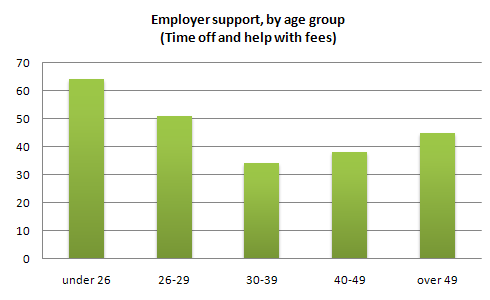 Employer support, by age group
(Time off and help with fees)
70
60
50
40
30
20
10
0
under 26
26-29
30-39
40-49
over 49